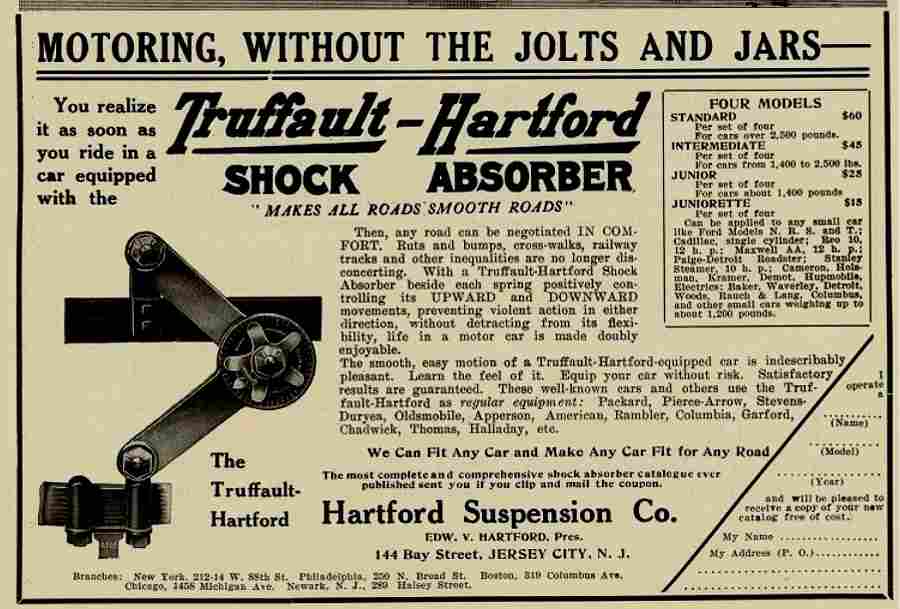 MOTORING, WITHOUT THE JOLTS AND JARS—
You realize
it as soon as
you ride in a
car equipped
with the
Truffault-Hartford
SHOCK ABSORBER
"MAKES ALL ROADS SMOOTH ROADS"
FOUR MODELS
STANDARD $60
Per set of four
For cars over 2,500 pounds.
INTERMEDIATE $45
Per set of four
For cars from 1,400 to 2,500 lbs.
JUNIOR $25
Per set of four
For cars about 1,400 pounds
JUNIORETTE $15
Per set of four
Can be applied to any small car
like Ford Models N. R. S. and T.;
Cadillac, single cylinder; Reo 10,
12 h. p.; Maxwell AA, 12 h. p.;
Paige-Detroit Roadster; Stanley
Steamer, 10 h. p.; Cameron, Hols-
man, Kramer, Demot, Hupmobile,
Electrics: Baker, Waverley, Detroit,
Woods, Rauch & Lang, Columbus,
and other small cars weighing up to
about 1,200 pounds.
Then, any road can be negotiated IN COM-
FORT. Ruts and bumps, cross-walks, railway
tracks and other inequalities are no longer dis-
concerting. With a Truffault-Hartford Shock
Absorber beside each spring positively con-
trolling its UPWARD and DOWNWARD
movements, preventing violent action in either
direction, without detracting from its flexi-
bility, life in a motor car is made doubly
enjoyable.
The smooth, easy motion of a Truffault-Hartford-equipped car is indescribably
pleasant. Learn the feel of it. Equip your car without risk. Satisfactory
results are guaranteed. These well-known cars and others use the Truf-
fault-Hartford as regular equipment: Packard, Pierce-Arrow, Stevens-
Duryea, Oldsmobile, Apperson, American, Rambler, Columbia, Garford,
Chadwick, Thomas, Halladay, etc.
We Can Fit Any Car and Make Any Car Fit for Any Road
The most complete and comprehensive shock absorber catalogue ever
published sent you if you clip and mail the coupon.
The
Truffault-
Hartford
Hartford Suspension Co.
EDW. V. HARTFORD, Pres.
144 Bay Street, JERSEY CITY, N. J.
Branches: New York, 212-14 W. 88th St. Philadelphia, 250 N. Broad St. Boston, 319 Columbus Ave.
Chicago, 1458 Michigan Ave. Newark, N. J., 289 Halsey Street.
I
operate
a
(Name)
(Model)
(Year)
and will be pleased to
receive a copy of your new
catalog free of cost.
My Name
My Address (P. O.)